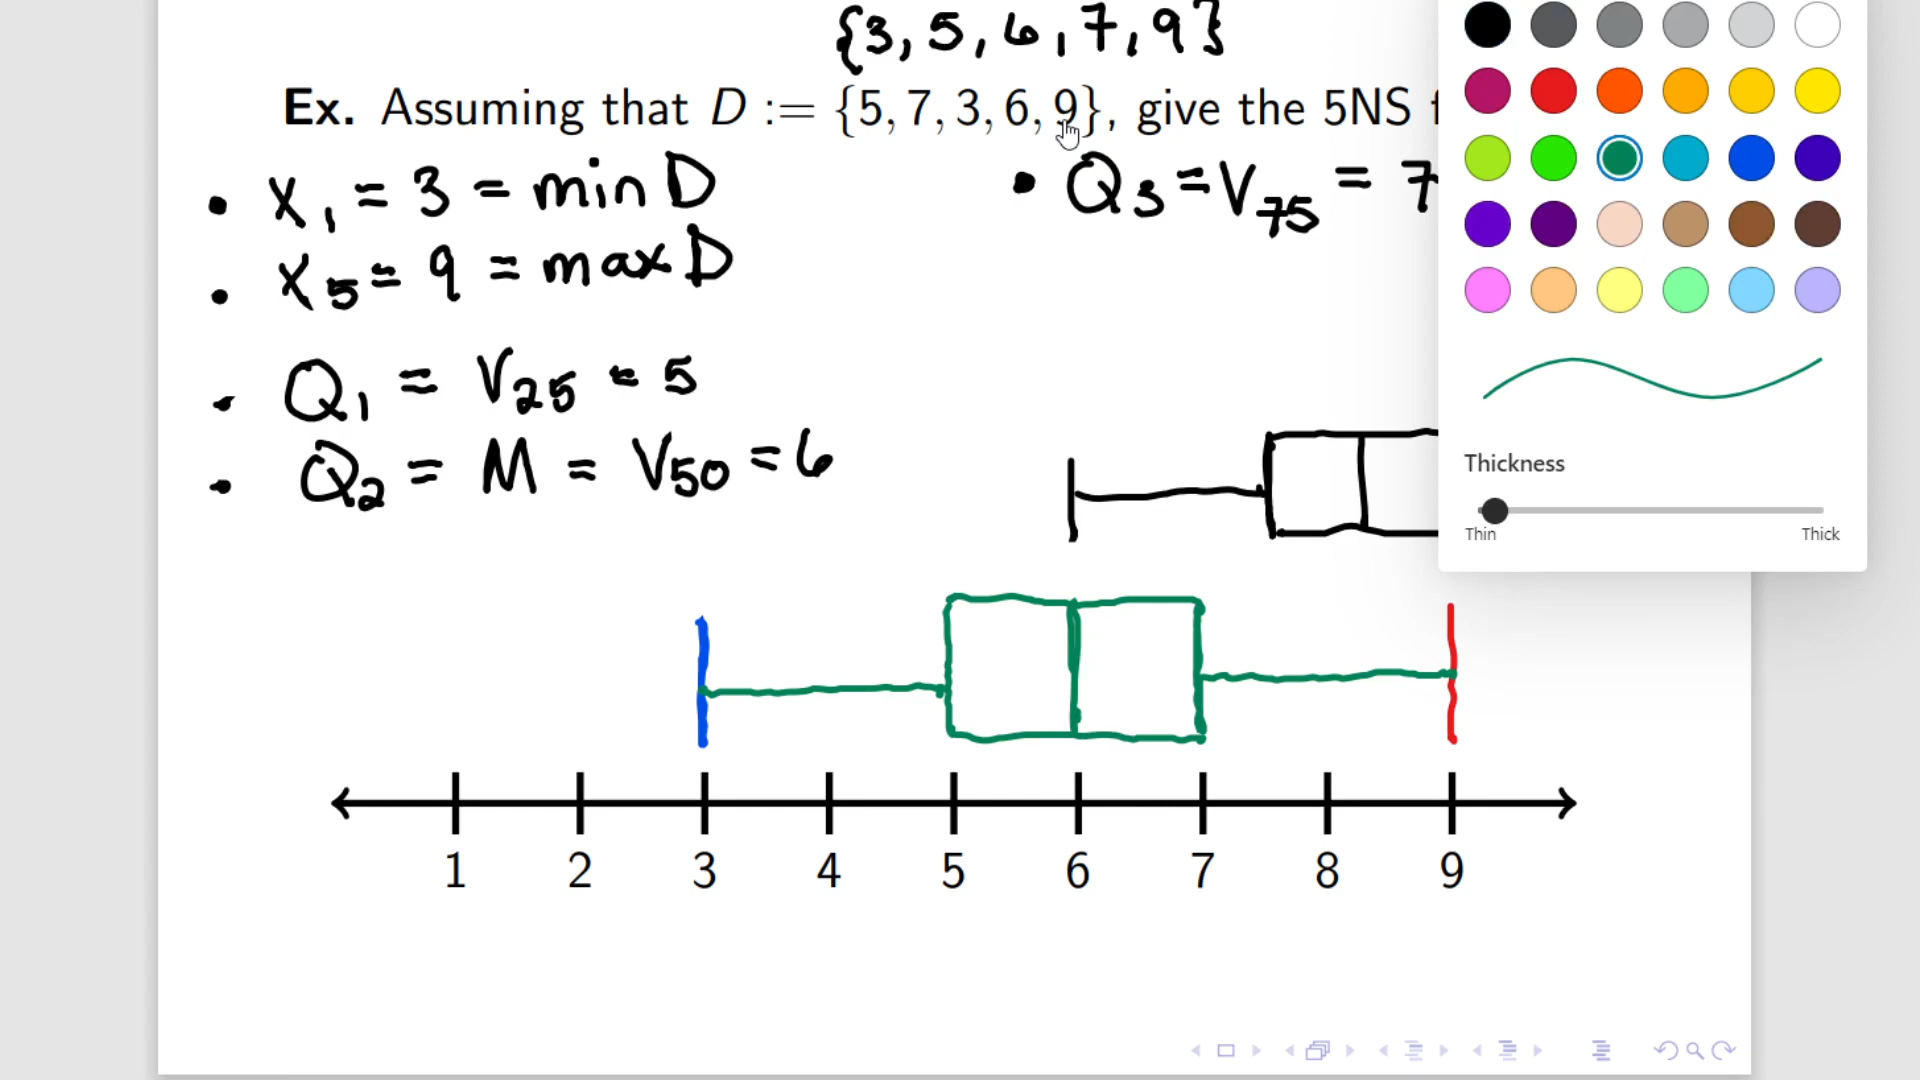 {3, 5, 6, 7, 9}
Ex. Assuming that D := {5, 7, 3, 6, 9}, give the 5NS
• x₁ = 3 = min D
• Q₃ = V₇₅ = 7
• x₅ = 9 = max D
• Q₁ = V₂₅ = 5
• Q₂ = M = V₅₀ = 6
Thickness
Thin Thick
1 2 3 4 5 6 7 8 9